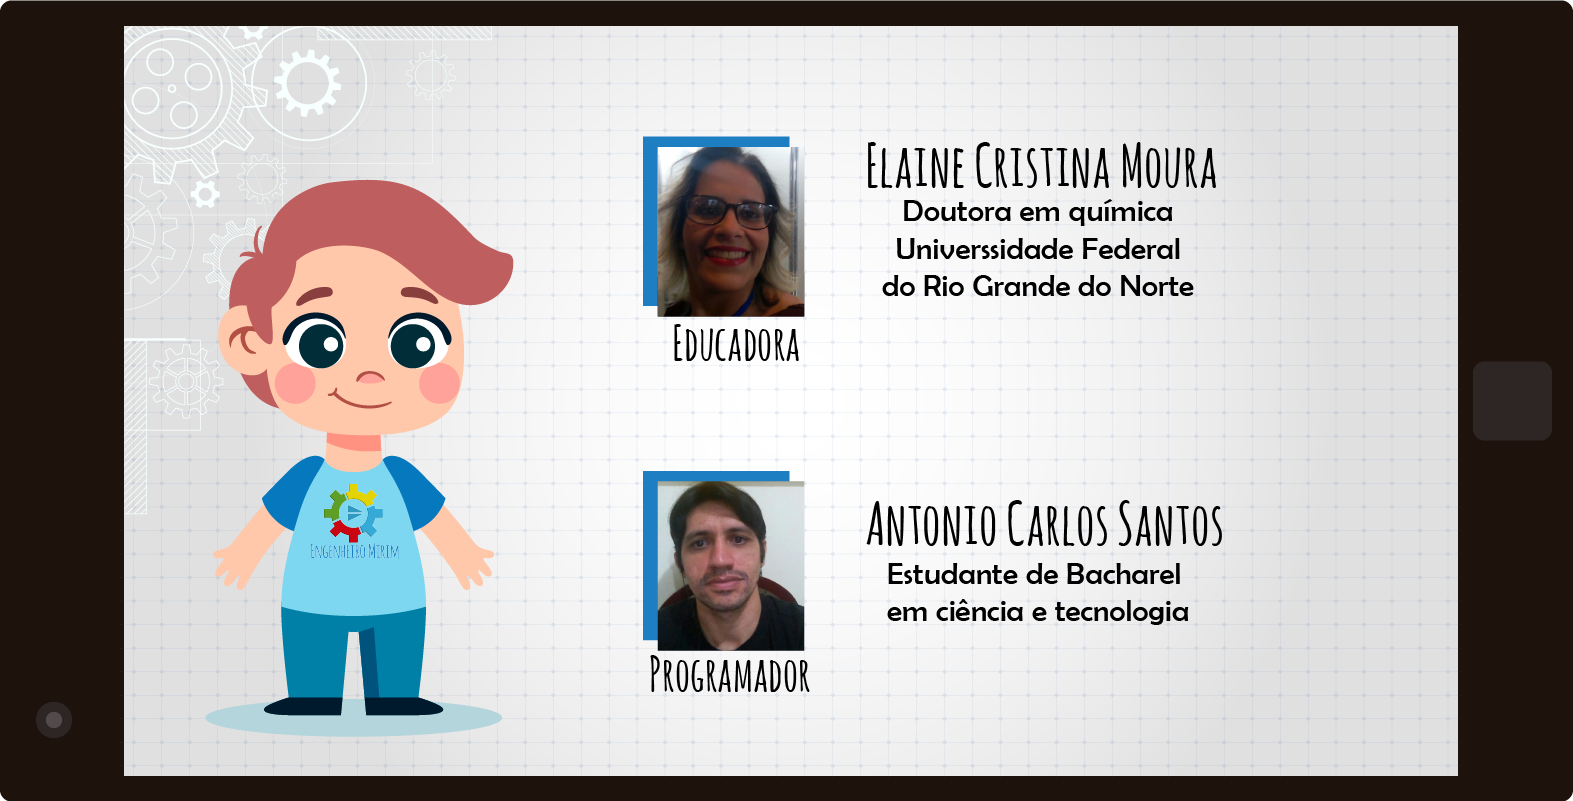 Elaine Cristina Moura
Doutora em química
Universsidade Federal
do Rio Grande do Norte
Educadora
Engenheiro Mirim
Antonio Carlos Santos
Estudante de Bacharel
em ciência e tecnologia
Programador